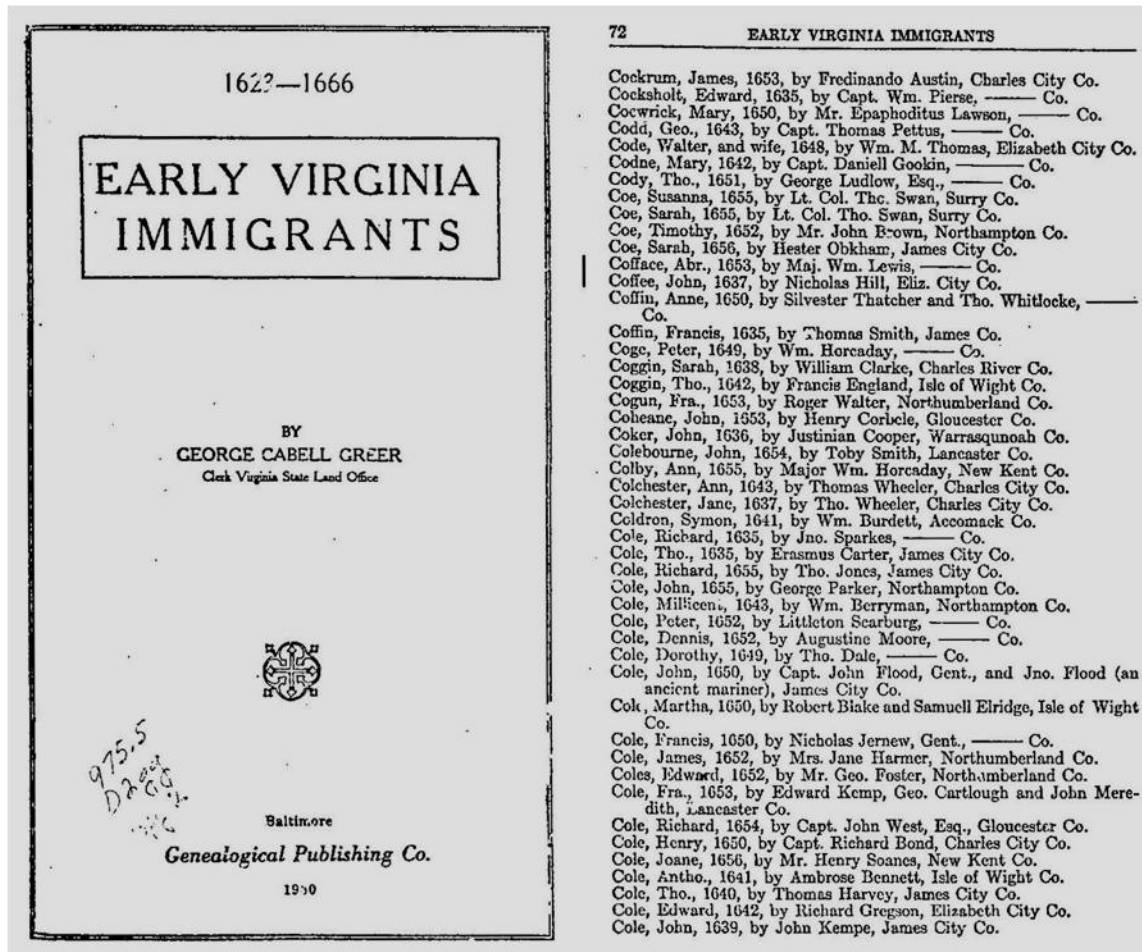 1623—1666
EARLY VIRGINIA
IMMIGRANTS
BY
GEORGE CABELL GREER
Clerk Virginia State Land Office
975.5
Baltimore
Genealogical Publishing Co.
72 EARLY VIRGINIA IMMIGRANTS
Cockrum, James, 1653, by Fredinando Austin, Charles City Co.
Cocksholt, Edward, 1635, by Capt. Wm. Pierse, —— Co.
Cocwrick, Mary, 1650, by Mr. Epaphoditus Lawson, —— Co.
Codd, Geo., 1643, by Capt. Thomas Pettus, —— Co.
Code, Walter, and wife, 1648, by Wm. M. Thomas, Elizabeth City Co.
Codne, Mary, 1642, by Capt. Daniell Gookin, —— Co.
Cody, Tho., 1651, by George Ludlow, Esq., —— Co.
Coe, Susanna, 1655, by Lt. Col. Tho. Swan, Surry Co.
Coe, Sarah, 1655, by Lt. Col. Tho. Swan, Surry Co.
Coe, Timothy, 1652, by Mr. John Brown, Northampton Co.
Coe, Sarah, 1656, by Hester Obkham, James City Co.
Cofface, Abr., 1653, by Maj. Wm. Lewis, —— Co.
Coffee, John, 1637, by Nicholas Hill, Eliz. City Co.
Coffin, Anne, 1650, by Silvester Thatcher and Tho. Whitlocke, ——
Co.
Coffin, Francis, 1635, by Thomas Smith, James Co.
Coge, Peter, 1649, by Wm. Horcaday, —— Co.
Coggin, Sarah, 1638, by William Clarke, Charles River Co.
Coggin, Tho., 1642, by Francis England, Isle of Wight Co.
Cogun, Fra., 1653, by Roger Walter, Northumberland Co.
Coheane, John, 1653, by Henry Corbele, Gloucester Co.
Coker, John, 1636, by Justinian Cooper, Warrasqunoah Co.
Colebourne, John, 1654, by Toby Smith, Lancaster Co.
Colby, Ann, 1655, by Major Wm. Horcaday, New Kent Co.
Colchester, Ann, 1643, by Thomas Wheeler, Charles City Co.
Colchester, Jane, 1637, by Tho. Wheeler, Charles City Co.
Coldron, Symon, 1641, by Wm. Burdett, Accomack Co.
Cole, Richard, 1635, by Jno. Sparkes, —— Co.
Cole, Tho., 1635, by Erasmus Carter, James City Co.
Cole, Richard, 1655, by Tho. Jones, James City Co.
Cole, John, 1655, by George Parker, Northampton Co.
Cole, Millicent, 1643, by Wm. Berryman, Northampton Co.
Cole, Peter, 1652, by Littleton Scarburg, —— Co.
Cole, Dennis, 1652, by Augustine Moore, —— Co.
Cole, Dorothy, 1649, by Tho. Dale, —— Co.
Cole, John, 1650, by Capt. John Flood, Gent., and Jno. Flood (an
ancient mariner), James City Co.
Cole, Martha, 1650, by Robert Blake and Samuell Elridge, Isle of Wight
Co.
Cole, Francis, 1650, by Nicholas Jernew, Gent., —— Co.
Cole, James, 1652, by Mrs. Jane Harmer, Northumberland Co.
Coles, Edward, 1652, by Mr. Geo. Foster, Northumberland Co.
Cole, Fra., 1653, by Edward Kemp, Geo. Cartlough and John Mere-
dith, Lancaster Co.
Cole, Richard, 1654, by Capt. John West, Esq., Gloucester Co.
Cole, Henry, 1650, by Capt. Richard Bond, Charles City Co.
Cole, Joane, 1656, by Mr. Henry Soanes, New Kent Co.
Cole, Antho., 1641, by Ambrose Bennett, Isle of Wight Co.
Cole, Tho., 1640, by Thomas Harvey, James City Co.
Cole, Edward, 1642, by Richard Gregson, Elizabeth City Co.
Cole, John, 1639, by John Kempe, James City Co.